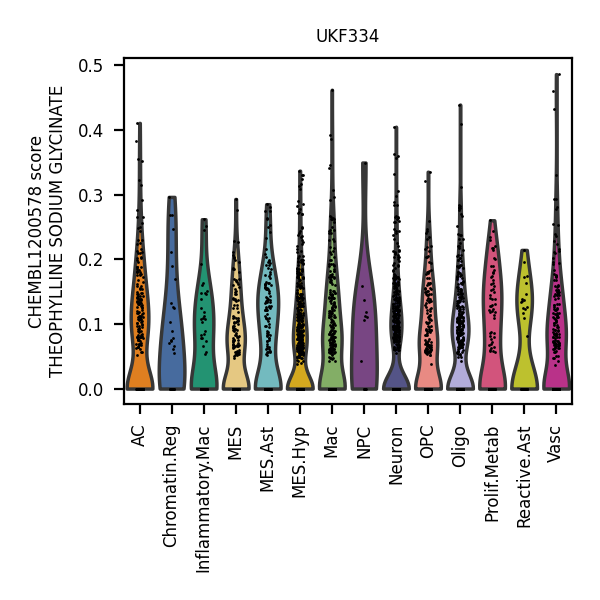 UKF334
CHEMBL1200578 score
THEOPHYLLINE SODIUM GLYCINATE
0.5
0.4
0.3
0.2
0.1
0.0
AC
Chromatin.Reg
Inflammatory.Mac
MES
MES.Ast
MES.Hyp
Mac
NPC
Neuron
OPC
Oligo
Prolif.Metab
Reactive.Ast
Vasc